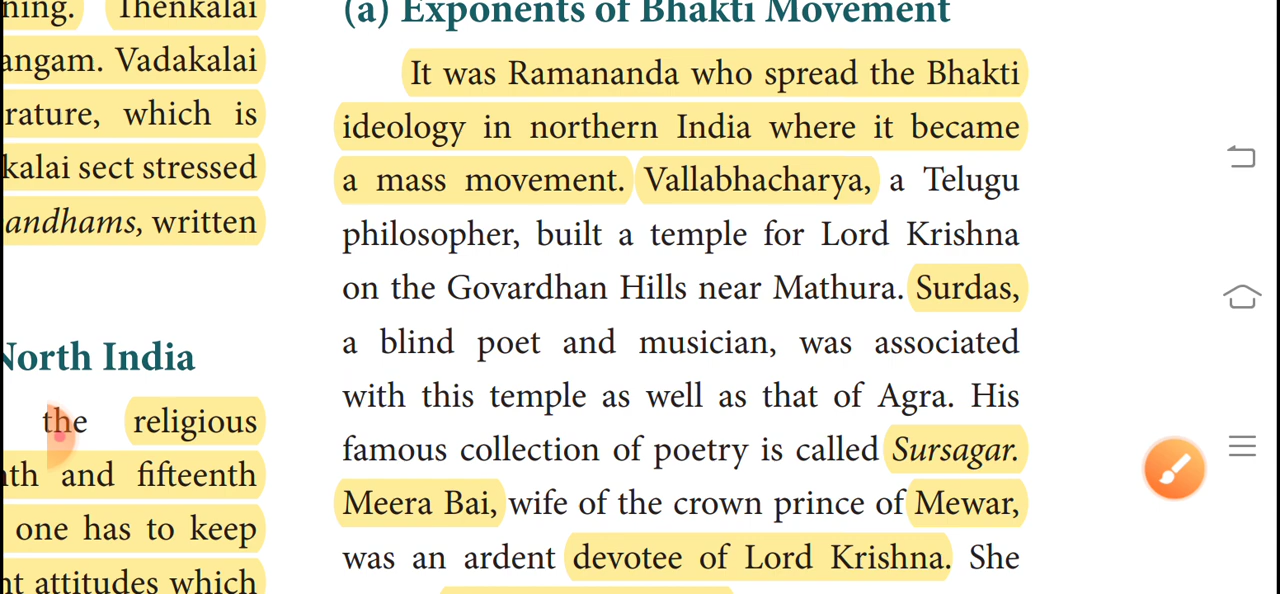 ning. Thenkalai
angam. Vadakalai
rature, which is
kalai sect stressed
andhams, written
North India
the religious
nth and fifteenth
one has to keep
nt attitudes which
(a) Exponents of Bhakti Movement
It was Ramananda who spread the Bhakti
ideology in northern India where it became
a mass movement. Vallabhacharya, a Telugu
philosopher, built a temple for Lord Krishna
on the Govardhan Hills near Mathura. Surdas,
a blind poet and musician, was associated
with this temple as well as that of Agra. His
famous collection of poetry is called Sursagar.
Meera Bai, wife of the crown prince of Mewar,
was an ardent devotee of Lord Krishna. She